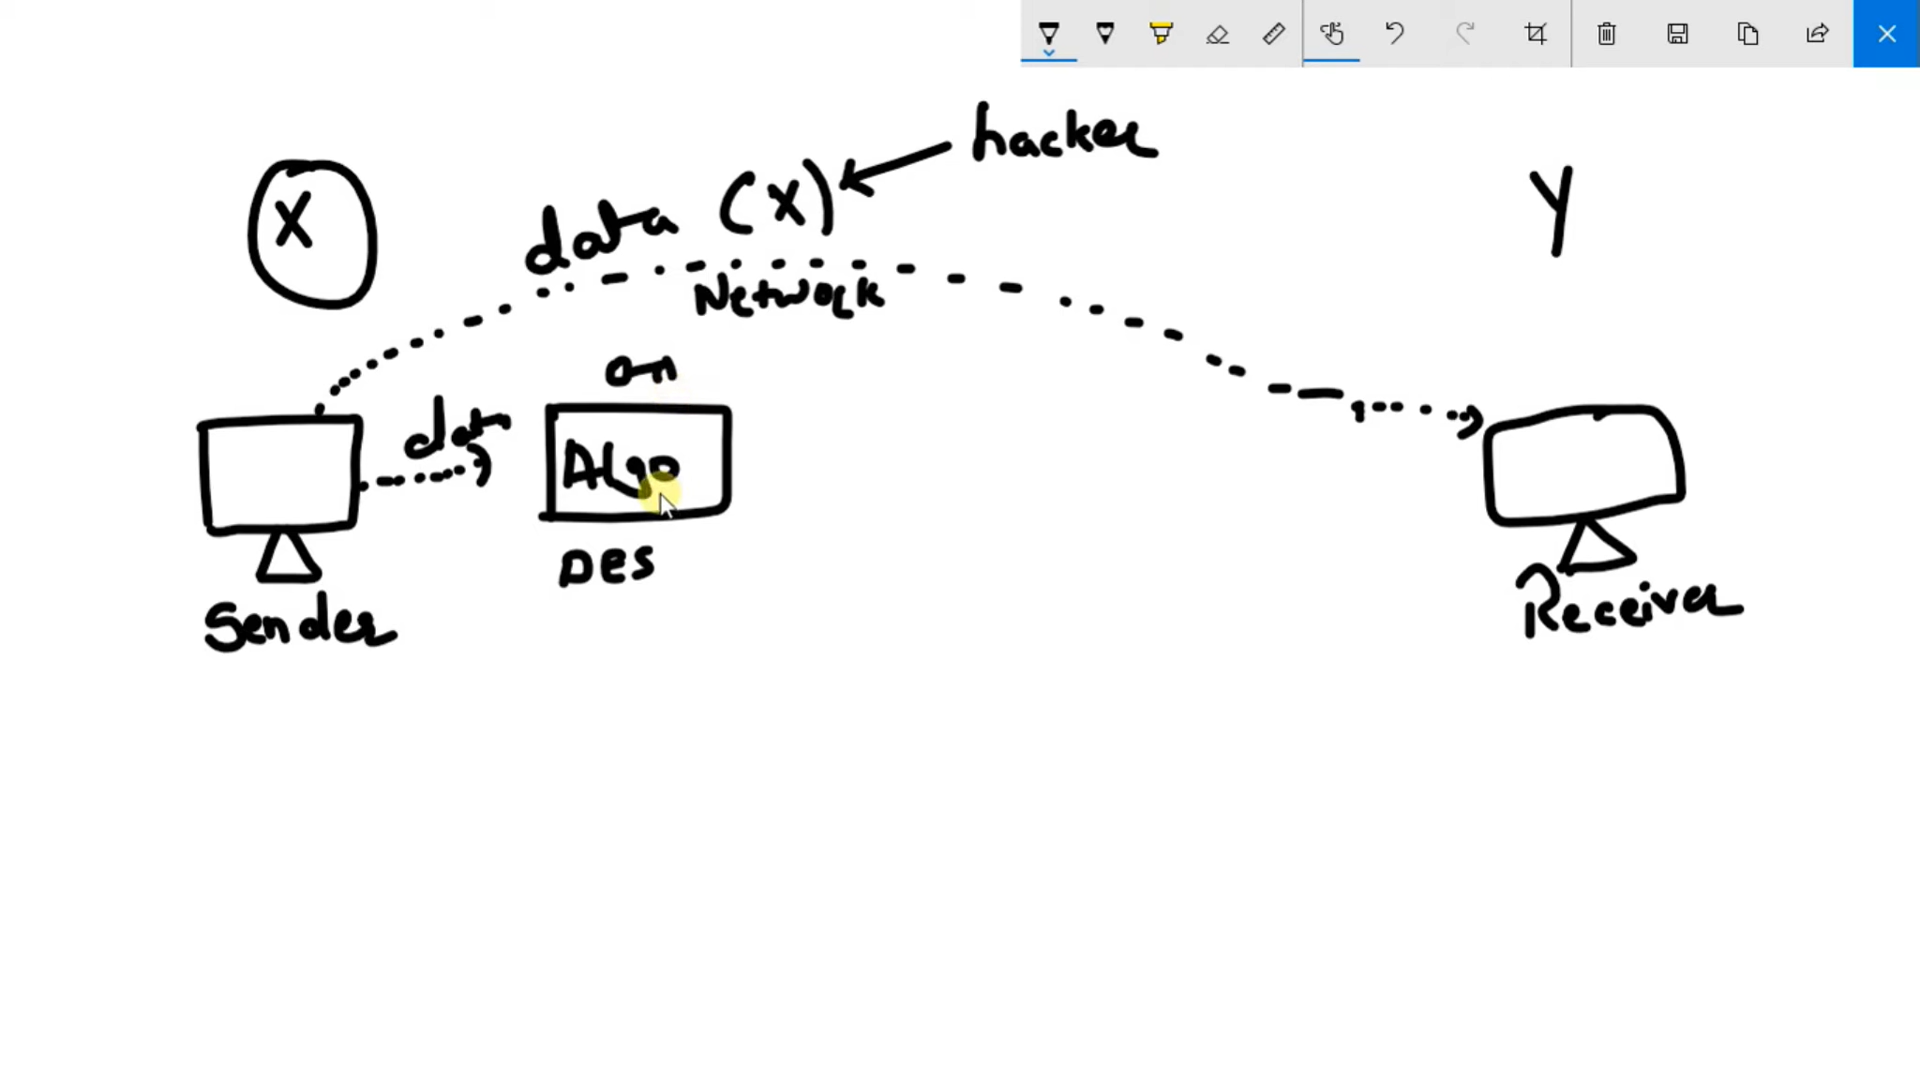 hacker
X
data (X)
Y
Network
on
data
Algo
DES
Sender
Receiver